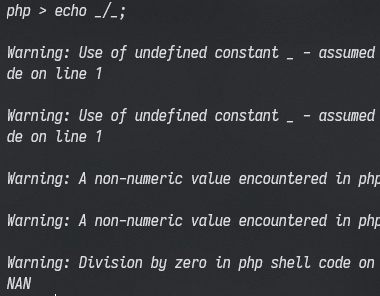 php > echo _/_;
Warning: Use of undefined constant _ - assumed
de on line 1
Warning: Use of undefined constant _ - assumed
de on line 1
Warning: A non-numeric value encountered in php
Warning: A non-numeric value encountered in php
Warning: Division by zero in php shell code on
NAN